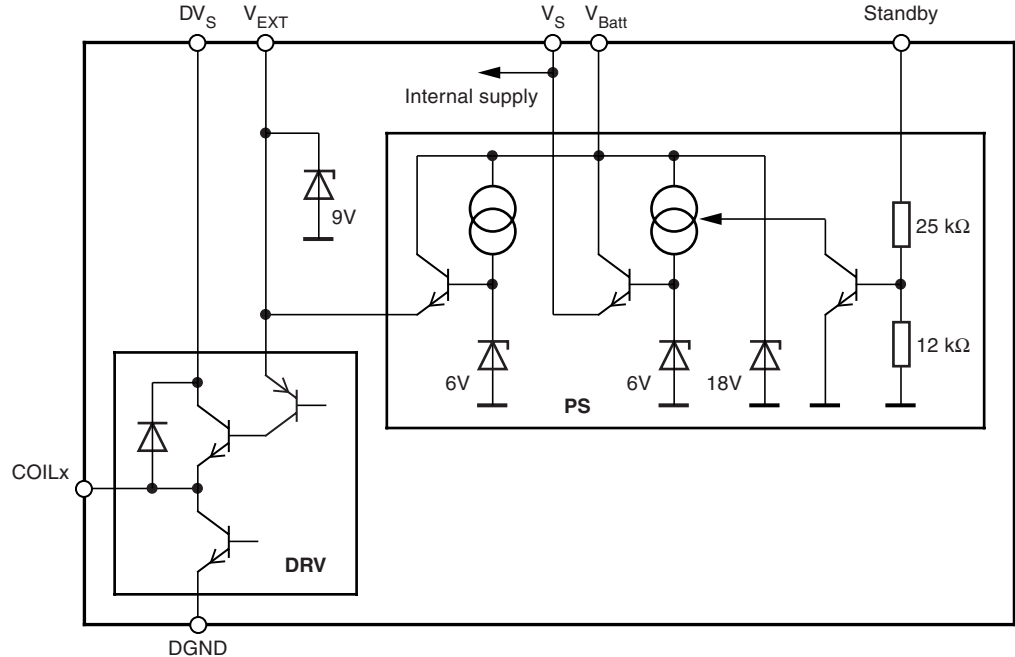 DVS
VEXT
VS
VBatt
Standby
Internal supply
9V
25 kΩ
12 kΩ
6V
6V
18V
PS
COILx
DRV
DGND